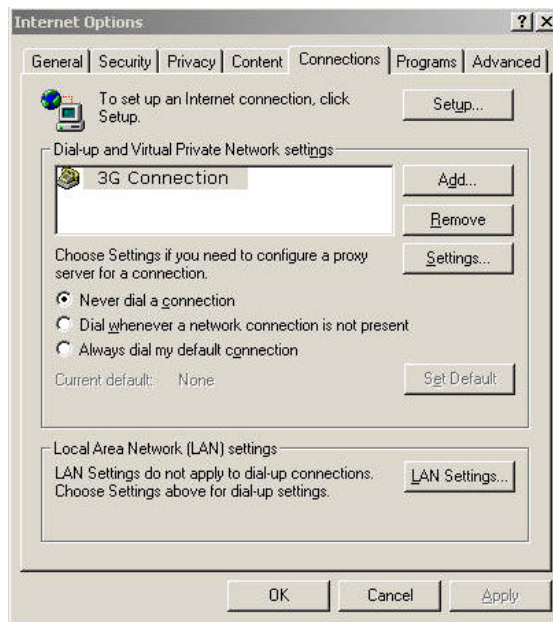 Internet Options
General Security Privacy Content Connections Programs Advanced
To set up an Internet connection, click
Setup.
Setup...
Dial-up and Virtual Private Network settings
3G Connection
Add...
Remove
Choose Settings if you need to configure a proxy
server for a connection.
Settings...
Never dial a connection
Dial whenever a network connection is not present
Always dial my default connection
Current default: None
Set Default
Local Area Network (LAN) settings
LAN Settings do not apply to dial-up connections.
Choose Settings above for dial-up settings.
LAN Settings...
OK Cancel Apply